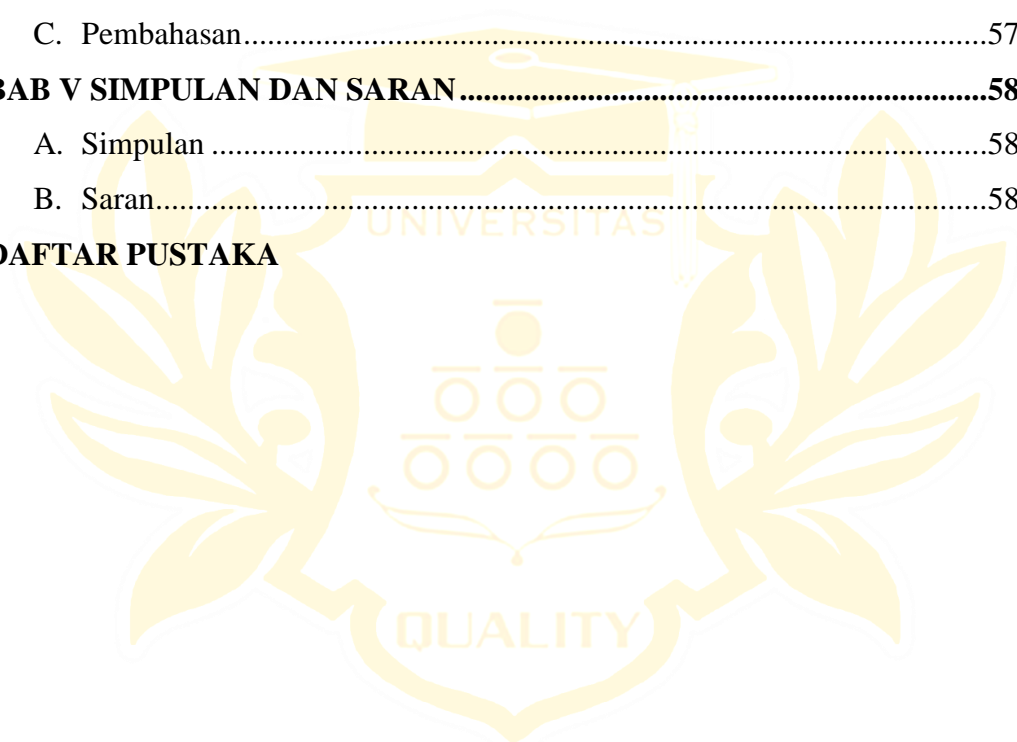 C. Pembahasan..........................................................................................57
BAB V SIMPULAN DAN SARAN................................................................58
A. Simpulan ..............................................................................................58
B. Saran.....................................................................................................58
UNIVERSITAS
DAFTAR PUSTAKA
QUALITY